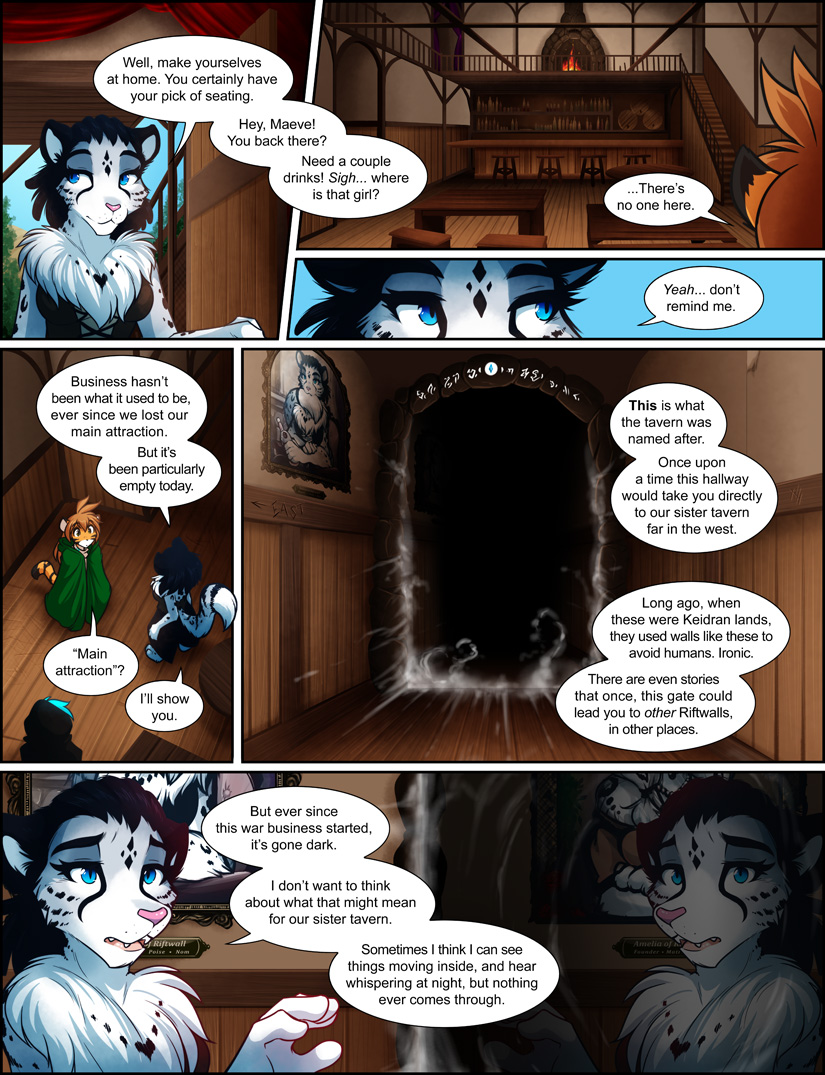 Well, make yourselves
at home. You certainly have
your pick of seating.
Hey, Maeve!
You back there?
Need a couple
drinks! Sigh... where
is that girl?
...There's
no one here.
Yeah... don't
remind me.
Business hasn't
been what it used to be,
ever since we lost our
main attraction.
But it's
been particularly
empty today.
"Main
attraction"?
I'll show
you.
EAST
This is what
the tavern was
named after.
Once upon
a time this hallway
would take you directly
to our sister tavern
far in the west.
Long ago, when
these were Keidran lands,
they used walls like these to
avoid humans. Ironic.
There are even stories
that once, this gate could
lead you to other Riftwalls,
in other places.
But ever since
this war business started,
it's gone dark.
I don't want to think
about what that might mean
for our sister tavern.
Sometimes I think I can see
things moving inside, and hear
whispering at night, but nothing
ever comes through.
of Riftwall
Poise • Nom
Amelia of
Founder •